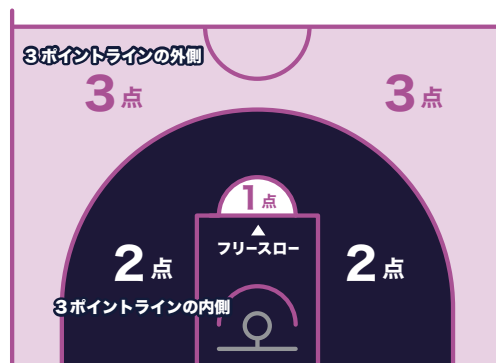 3ポイントラインの外側
3点 3点
1点
フリースロー
2点 2点
3ポイントラインの内側